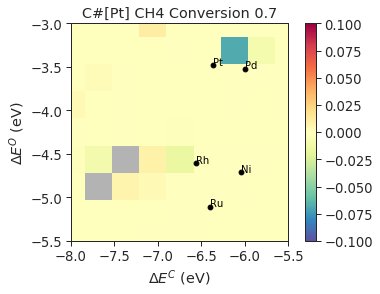 C#[Pt] CH4 Conversion 0.7
−3.0
−3.5
−4.0
−4.5
−5.0
−5.5
ΔE^O (eV)
Pt
Pd
Rh
Ni
Ru
−8.0 −7.5 −7.0 −6.5 −6.0 −5.5
ΔE^C (eV)
0.100
0.075
0.050
0.025
0.000
−0.025
−0.050
−0.075
−0.100